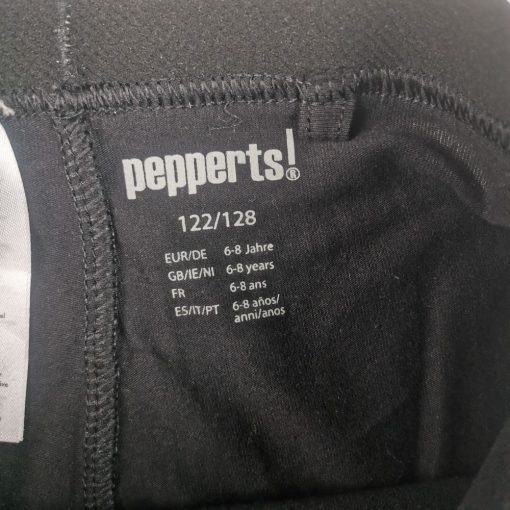 pepperts!®
122/128
EUR/DE 6-8 Jahre
GB/IE/NI 6-8 years
FR 6-8 ans
ES/IT/PT 6-8 años/
anni/anos